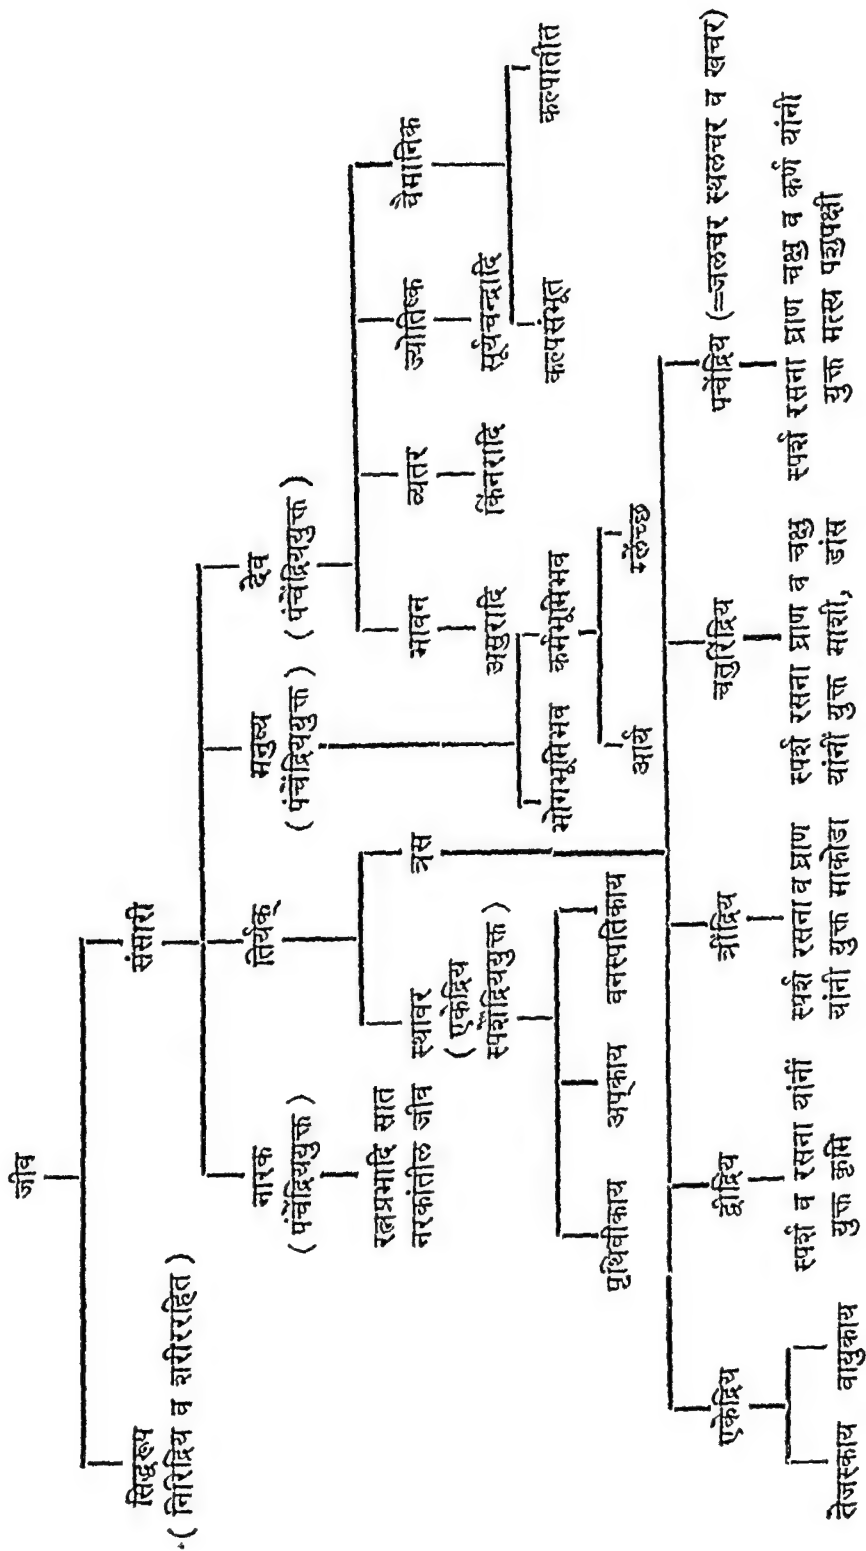 जीव
सिद्धरूप
( निरिंद्रिय व शरीररहित )
संसारी
नारक
( पंचेंद्रिययुक्त )
रत्नप्रभादि सात
नरकांतील जीव
तिर्यक्
मनुष्य
( पंचेंद्रिययुक्त )
देव
( पंचेंद्रिययुक्त )
स्थावर
( एकेंद्रिय
स्पर्शेंद्रिययुक्त )
त्रस
भावन
व्यंतर
ज्योतिष्क
वैमानिक
असुरादि
किंनरादि
सूर्यचन्द्रादि
भोगभूमिभव
कर्मभूमिभव
कल्पसंभूत
कल्पातीत
पृथिवीकाय
अप्काय
वनस्पतिकाय
आर्य
म्लेंच्छ
एकेंद्रिय
द्वींद्रिय
त्रींद्रिय
चतुरिंद्रिय
पंचेंद्रिय (=जलचर स्थलचर व खचर)
तेजस्काय
वायुकाय
स्पर्श व रसना यांनीं
युक्त कृमि
स्पर्श रसना व घ्राण
यांनी युक्त माकोडा
स्पर्श रसना घ्राण व चक्षु
यांनीं युक्त माशी, डांस
स्पर्श रसना घ्राण चक्षु व कर्ण यांनी
युक्त मत्स्य पशुपक्षी